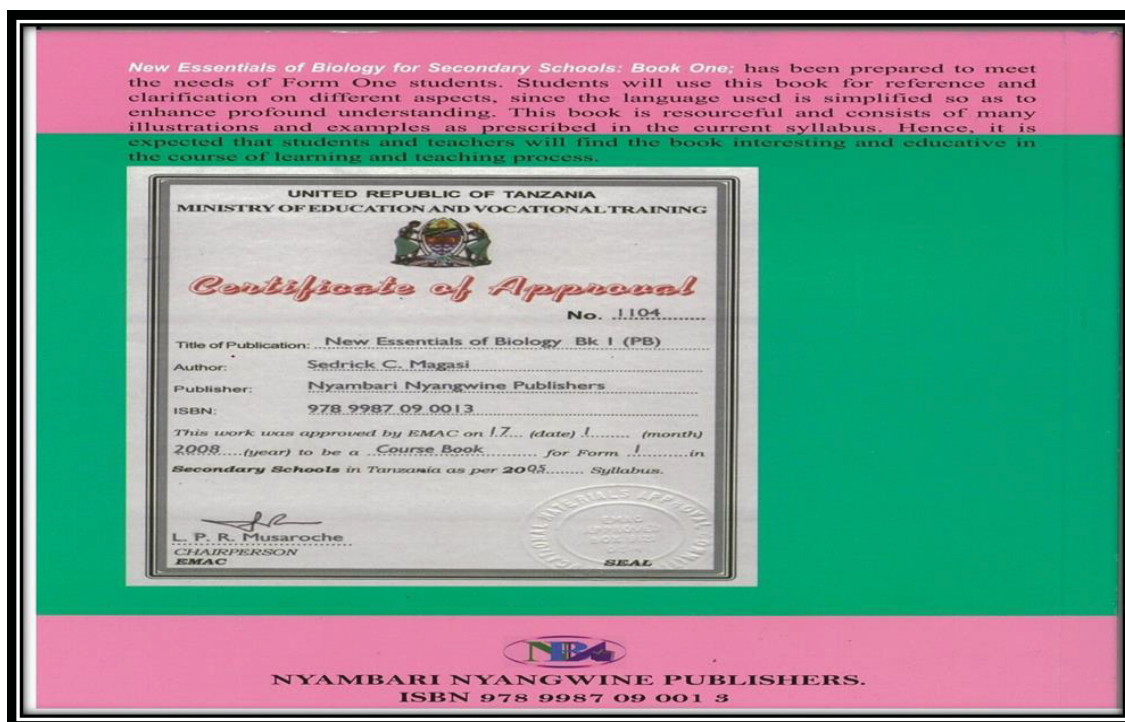 New Essentials of Biology for Secondary Schools: Book One; has been prepared to meet
the needs of Form One students. Students will use this book for reference and
clarification on different aspects, since the language used is simplified so as to
enhance profound understanding. This book is resourceful and consists of many
illustrations and examples as prescribed in the current syllabus. Hence, it is
expected that students and teachers will find the book interesting and educative in
the course of learning and teaching process.
UNITED REPUBLIC OF TANZANIA
MINISTRY OF EDUCATION AND VOCATIONAL TRAINING
Certificate of Approval
No. 1104
Title of Publication: New Essentials of Biology Bk 1 (PB)
Author: Sedrick C. Magasi
Publisher: Nyambari Nyangwine Publishers
ISBN: 978 9987 09 0013
This work was approved by EMAC on 17 (date) 1 (month)
2008 (year) to be a Course Book for Form 1 in
Secondary Schools in Tanzania as per 2005 Syllabus.
L. P. R. Musaroche
CHAIRPERSON
EMAC
SEAL
NYAMBARI NYANGWINE PUBLISHERS.
ISBN 978 9987 09 001 3